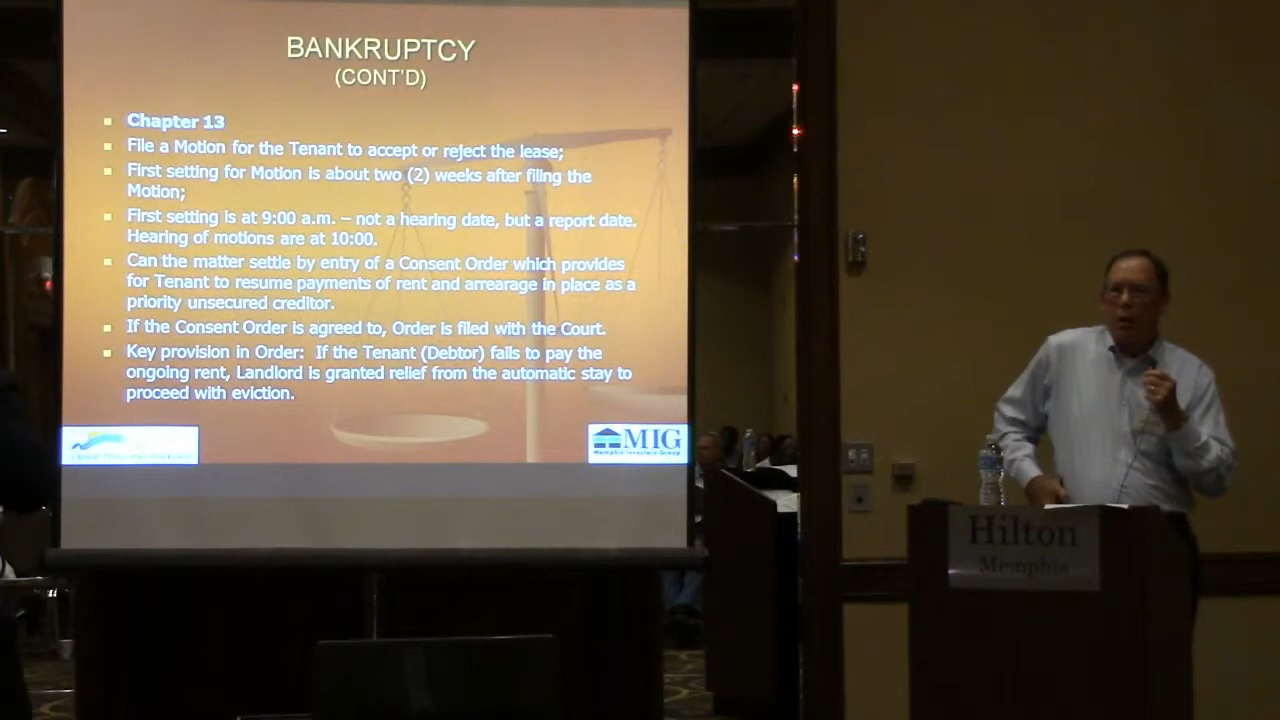 BANKRUPTCY
(CONT'D)
Chapter 13
File a Motion for the Tenant to accept or reject the lease;
First setting for Motion is about two (2) weeks after filing the
Motion;
First setting is at 9:00 a.m. – not a hearing date, but a report date.
Hearing of motions are at 10:00.
Can the matter settle by entry of a Consent Order which provides
for Tenant to resume payments of rent and arrearage in place as a
priority unsecured creditor.
If the Consent Order is agreed to, Order is filed with the Court.
Key provision in Order: If the Tenant (Debtor) fails to pay the
ongoing rent, Landlord is granted relief from the automatic stay to
proceed with eviction.
MIG
Memphis Investors Group
Hilton
Memphis